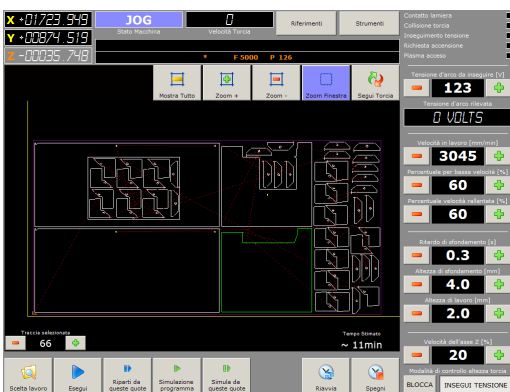 X +01723.949
JOG
0
Riferimenti
Strumenti
Stato Macchina
Velocità Torcia
Y +00874.519
Z -00035.748
* F 5000 P 126
Contatto lamiera
Collisione torcia
Inseguimento tensione
Richiesta accensione
Plasma acceso
Mostra Tutto
Zoom +
Zoom -
Zoom Finestra
Segui Torcia
Tensione d'arco da inseguire [V]
123
Tensione d'arco rilevata
0 VOLTS
Velocità in lavoro [mm/min]
3045
Percentuale per basse velocità [%]
60
Percentuale velocità rallentata [%]
60
Ritardo di sfondamento [s]
0.3
Altezza di sfondamento [mm]
4.0
Altezza di lavoro [mm]
2.0
Velocità dell'asse Z [%]
20
Modalità di controllo altezza torcia
BLOCCA
INSEGUI TENSIONE
Traccia selezionata
66
Tempo Stimato
~ 11min
Scelta lavoro
Esegui
Riparti da queste quote
Simulazione programma
Simula da queste quote
Riavvia
Spegni